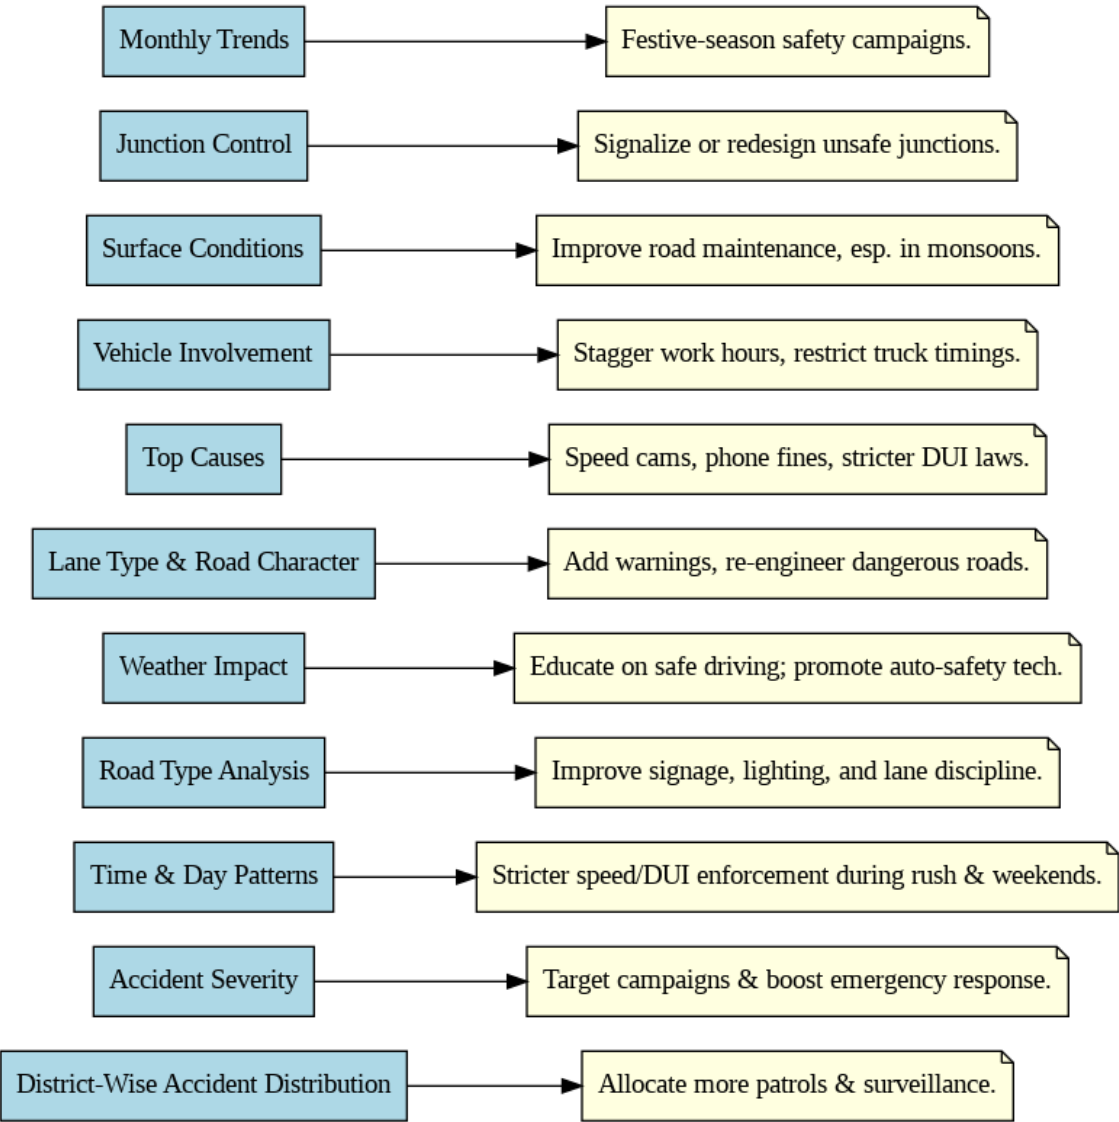 Monthly Trends
Festive-season safety campaigns.
Junction Control
Signalize or redesign unsafe junctions.
Surface Conditions
Improve road maintenance, esp. in monsoons.
Vehicle Involvement
Stagger work hours, restrict truck timings.
Top Causes
Speed cams, phone fines, stricter DUI laws.
Lane Type & Road Character
Add warnings, re-engineer dangerous roads.
Weather Impact
Educate on safe driving; promote auto-safety tech.
Road Type Analysis
Improve signage, lighting, and lane discipline.
Time & Day Patterns
Stricter speed/DUI enforcement during rush & weekends.
Accident Severity
Target campaigns & boost emergency response.
District-Wise Accident Distribution
Allocate more patrols & surveillance.